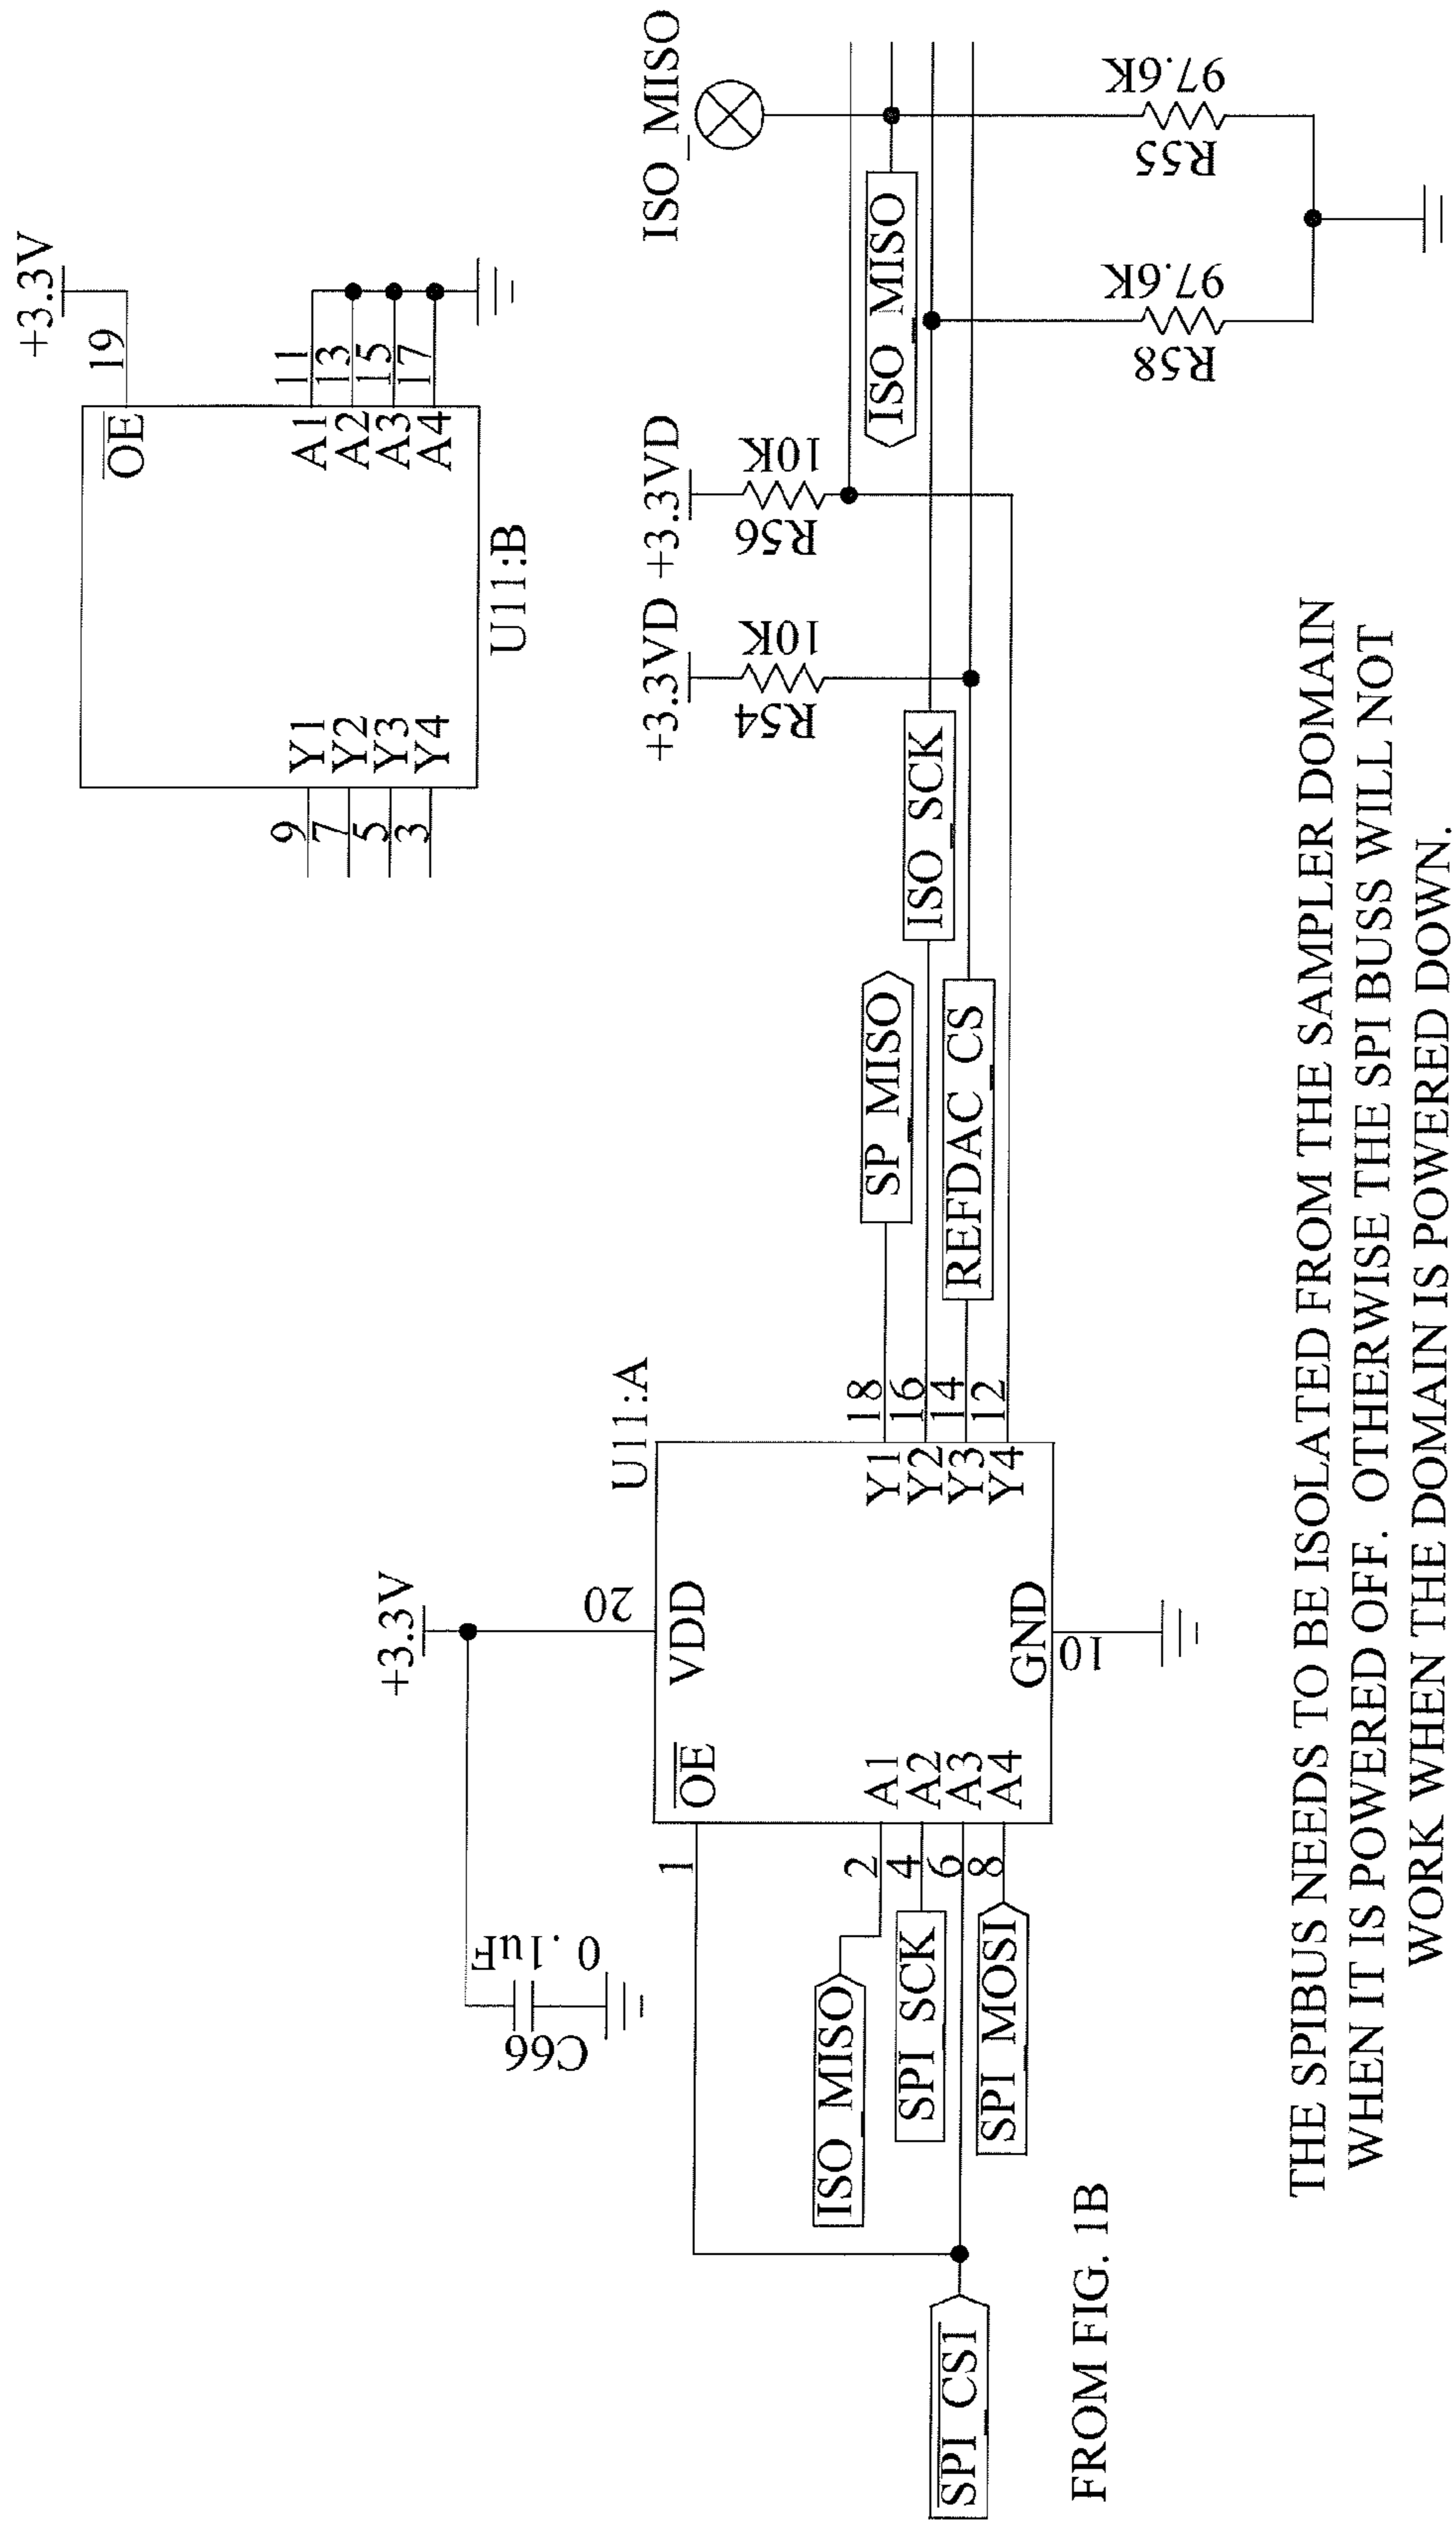 +3.3V
19
OE
A1
A2
A3
A4
11
13
15
17
Y1
Y2
Y3
Y4
9
7
5
3
U11:B
+3.3V
20
C66
0.1uF
U11:A
VDD
OE
A1
A2
A3
A4
GND
10
Y1
Y2
Y3
Y4
1
2
4
6
8
18
16
14
12
ISO_MISO
SPI_SCK
SPI_MOSI
SPI_CS1
FROM FIG. 1B
SP_MISO
ISO_SCK
REFDAC_CS
+3.3VD
R54
10K
+3.3VD
R56
10K
ISO_MISO
ISO_MISO
R58
97.6K
R55
97.6K
THE SPIBUS NEEDS TO BE ISOLATED FROM THE SAMPLER DOMAIN
WHEN IT IS POWERED OFF. OTHERWISE THE SPI BUSS WILL NOT
WORK WHEN THE DOMAIN IS POWERED DOWN.